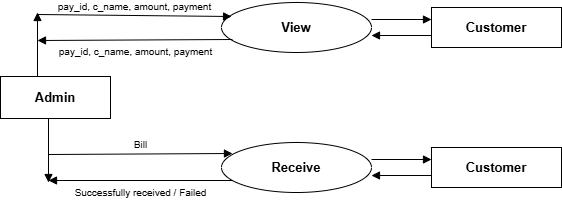 pay_id, c_name, amount, payment
View
Customer
pay_id, c_name, amount, payment
Admin
Bill
Receive
Customer
Successfully received / Failed